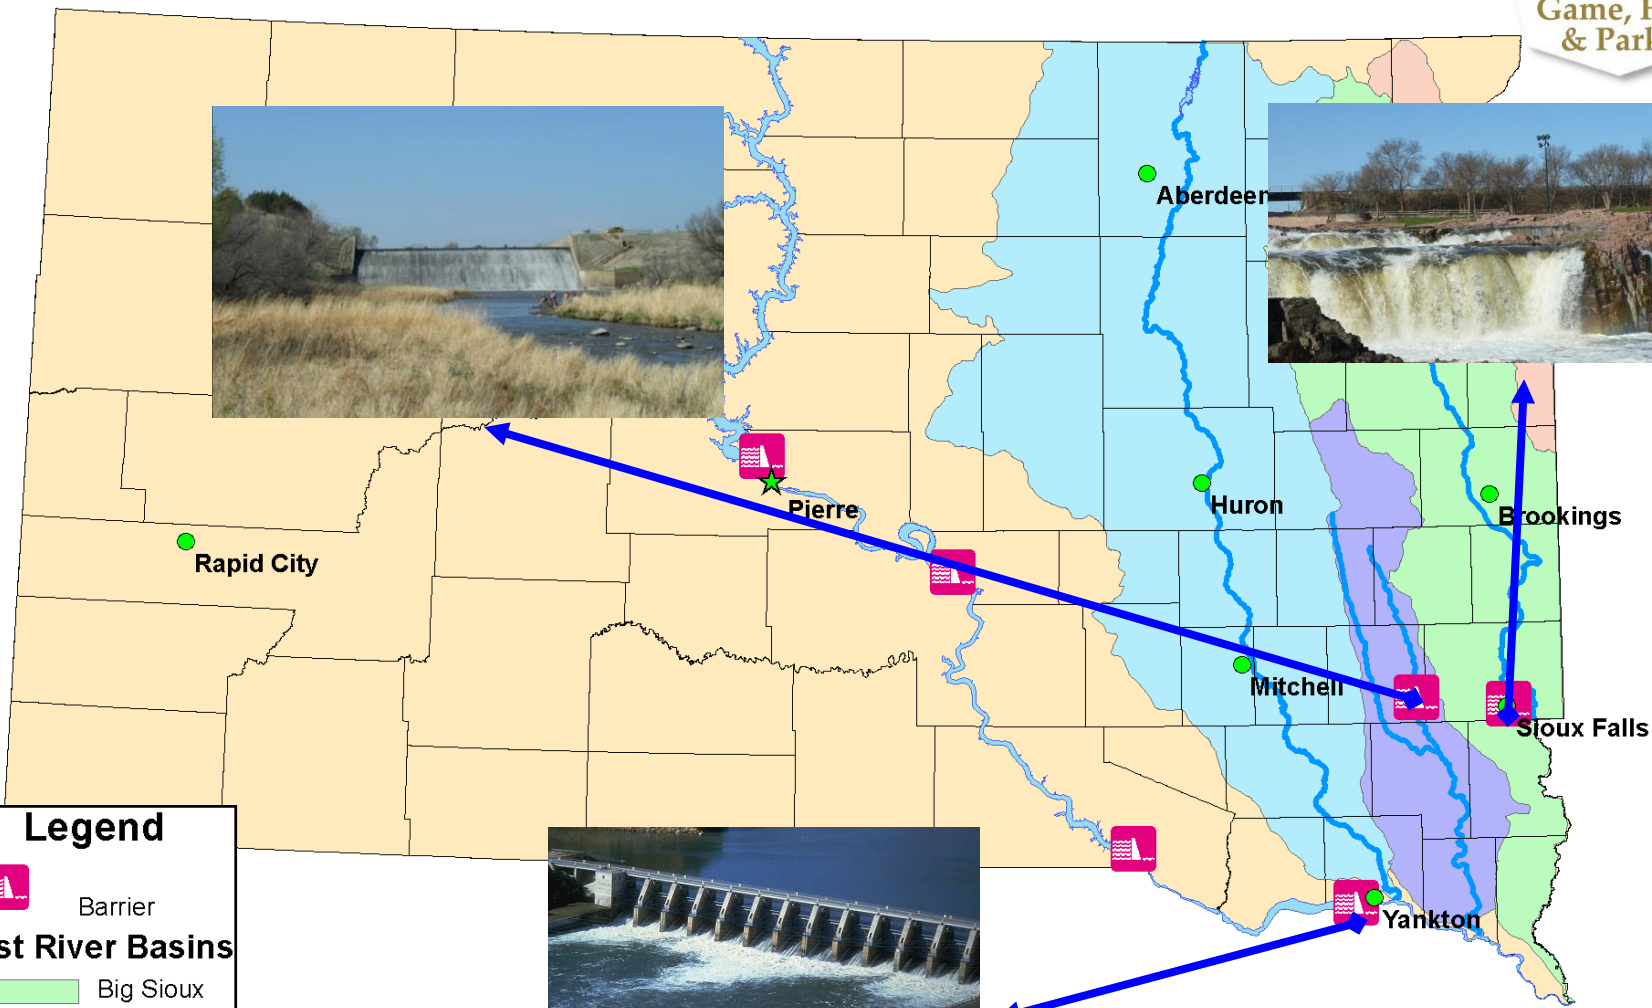 Game,
& Park
Aberdeen
Pierre
Huron
Brookings
Rapid City
Mitchell
Sioux Falls
Legend
Barrier
st River Basins
Yankton
Big Sioux